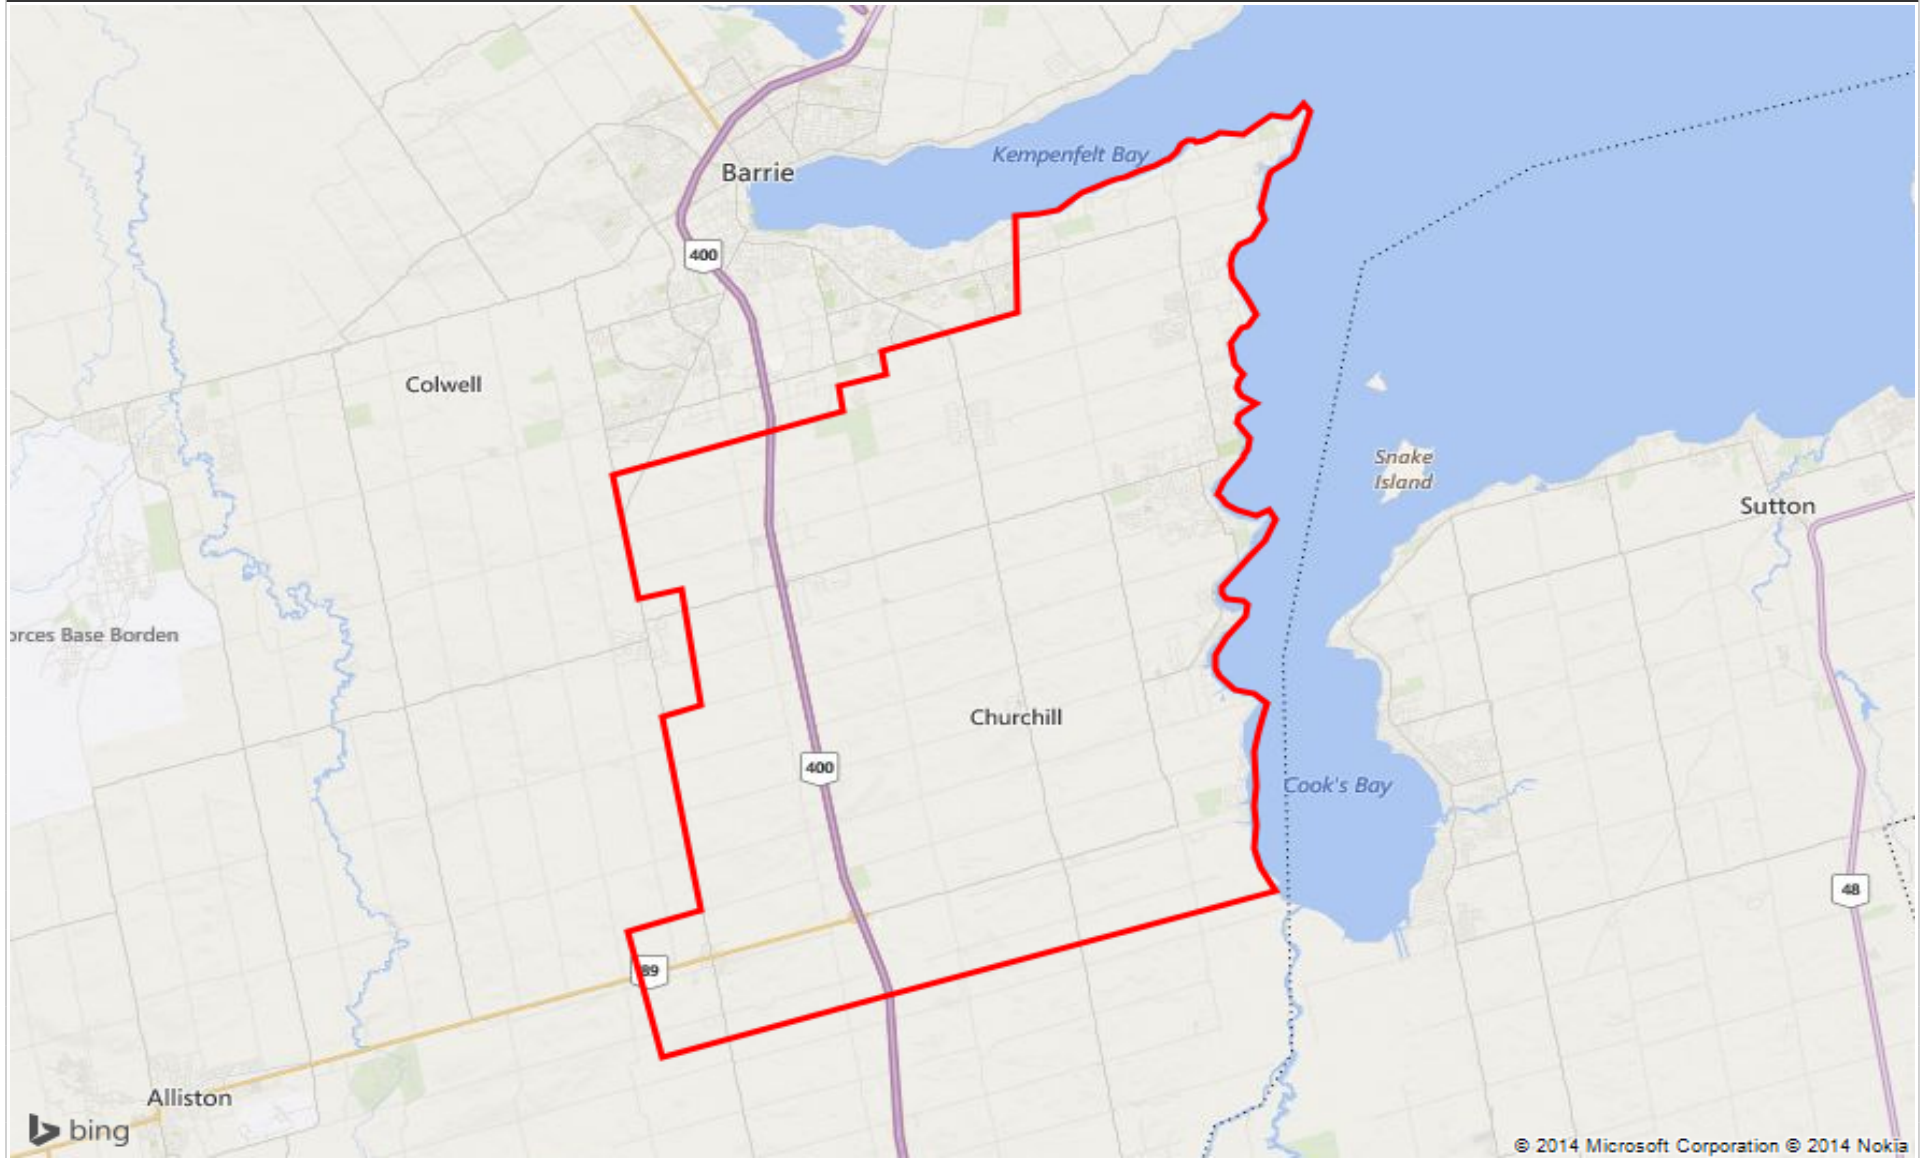 Kempenfelt Bay
Barrie
400
Colwell
Snake
Island
Sutton
orces Base Borden
Churchill
400
Cook's Bay
48
89
Alliston
bing
© 2014 Microsoft Corporation © 2014 Nokia